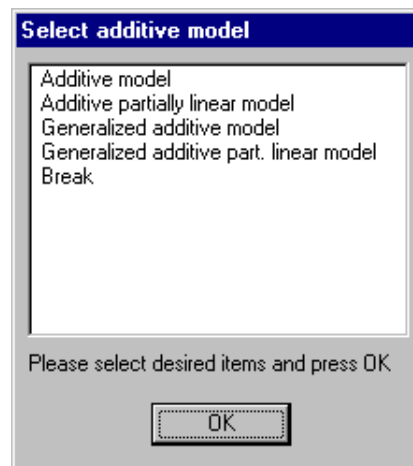 Select additive model
Additive model
Additive partially linear model
Generalized additive model
Generalized additive part. linear model
Break
Please select desired items and press OK
OK